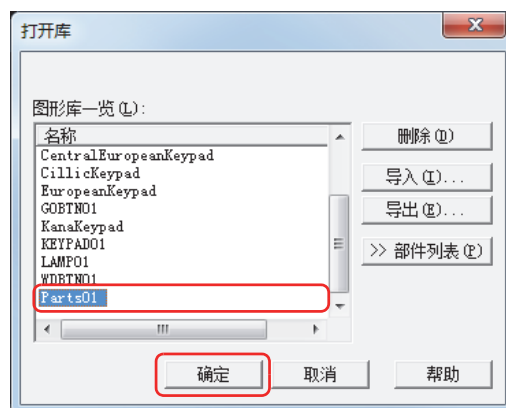 打开库
图形库一览(L):
名称
CentralEuropeanKeypad
CillicKeypad
EuropeanKeypad
GOBTN01
KanaKeypad
KEYPAD01
LAMP01
WDBTN01
Parts01
删除(D)
导入(I)...
导出(E)...
>> 部件列表(P)
确定
取消
帮助